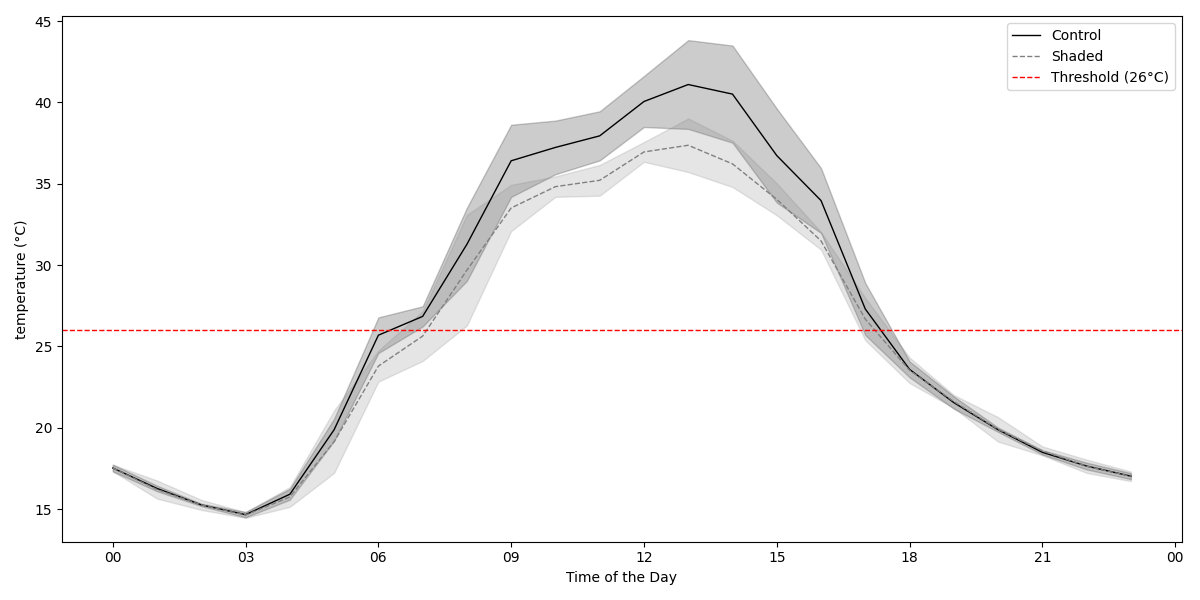 45
40
35
30
25
20
15
temperature (°C)
Control
Shaded
Threshold (26°C)
00 03 06 09 12 15 18 21 00
Time of the Day